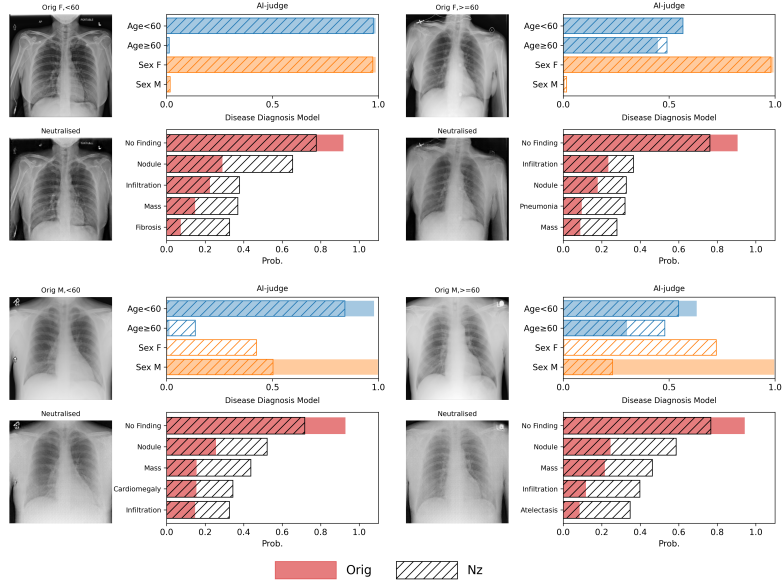 Orig F,<60
AI-judge
Age<60
Age≥60
Sex F
Sex M
0.0 0.5 1.0
Neutralised
Disease Diagnosis Model
No Finding
Nodule
Infiltration
Mass
Fibrosis
0.0 0.2 0.4 0.6 0.8 1.0
Prob.
Orig F,>=60
AI-judge
Age<60
Age≥60
Sex F
Sex M
0.0 0.5 1.0
Neutralised
Disease Diagnosis Model
No Finding
Infiltration
Nodule
Pneumonia
Mass
0.0 0.2 0.4 0.6 0.8 1.0
Prob.
Orig M,<60
AI-judge
Age<60
Age≥60
Sex F
Sex M
0.0 0.5 1.0
Neutralised
Disease Diagnosis Model
No Finding
Nodule
Mass
Cardiomegaly
Infiltration
0.0 0.2 0.4 0.6 0.8 1.0
Prob.
Orig M,>=60
AI-judge
Age<60
Age≥60
Sex F
Sex M
0.0 0.5 1.0
Neutralised
Disease Diagnosis Model
No Finding
Nodule
Mass
Infiltration
Atelectasis
0.0 0.2 0.4 0.6 0.8 1.0
Prob.
Orig Nz